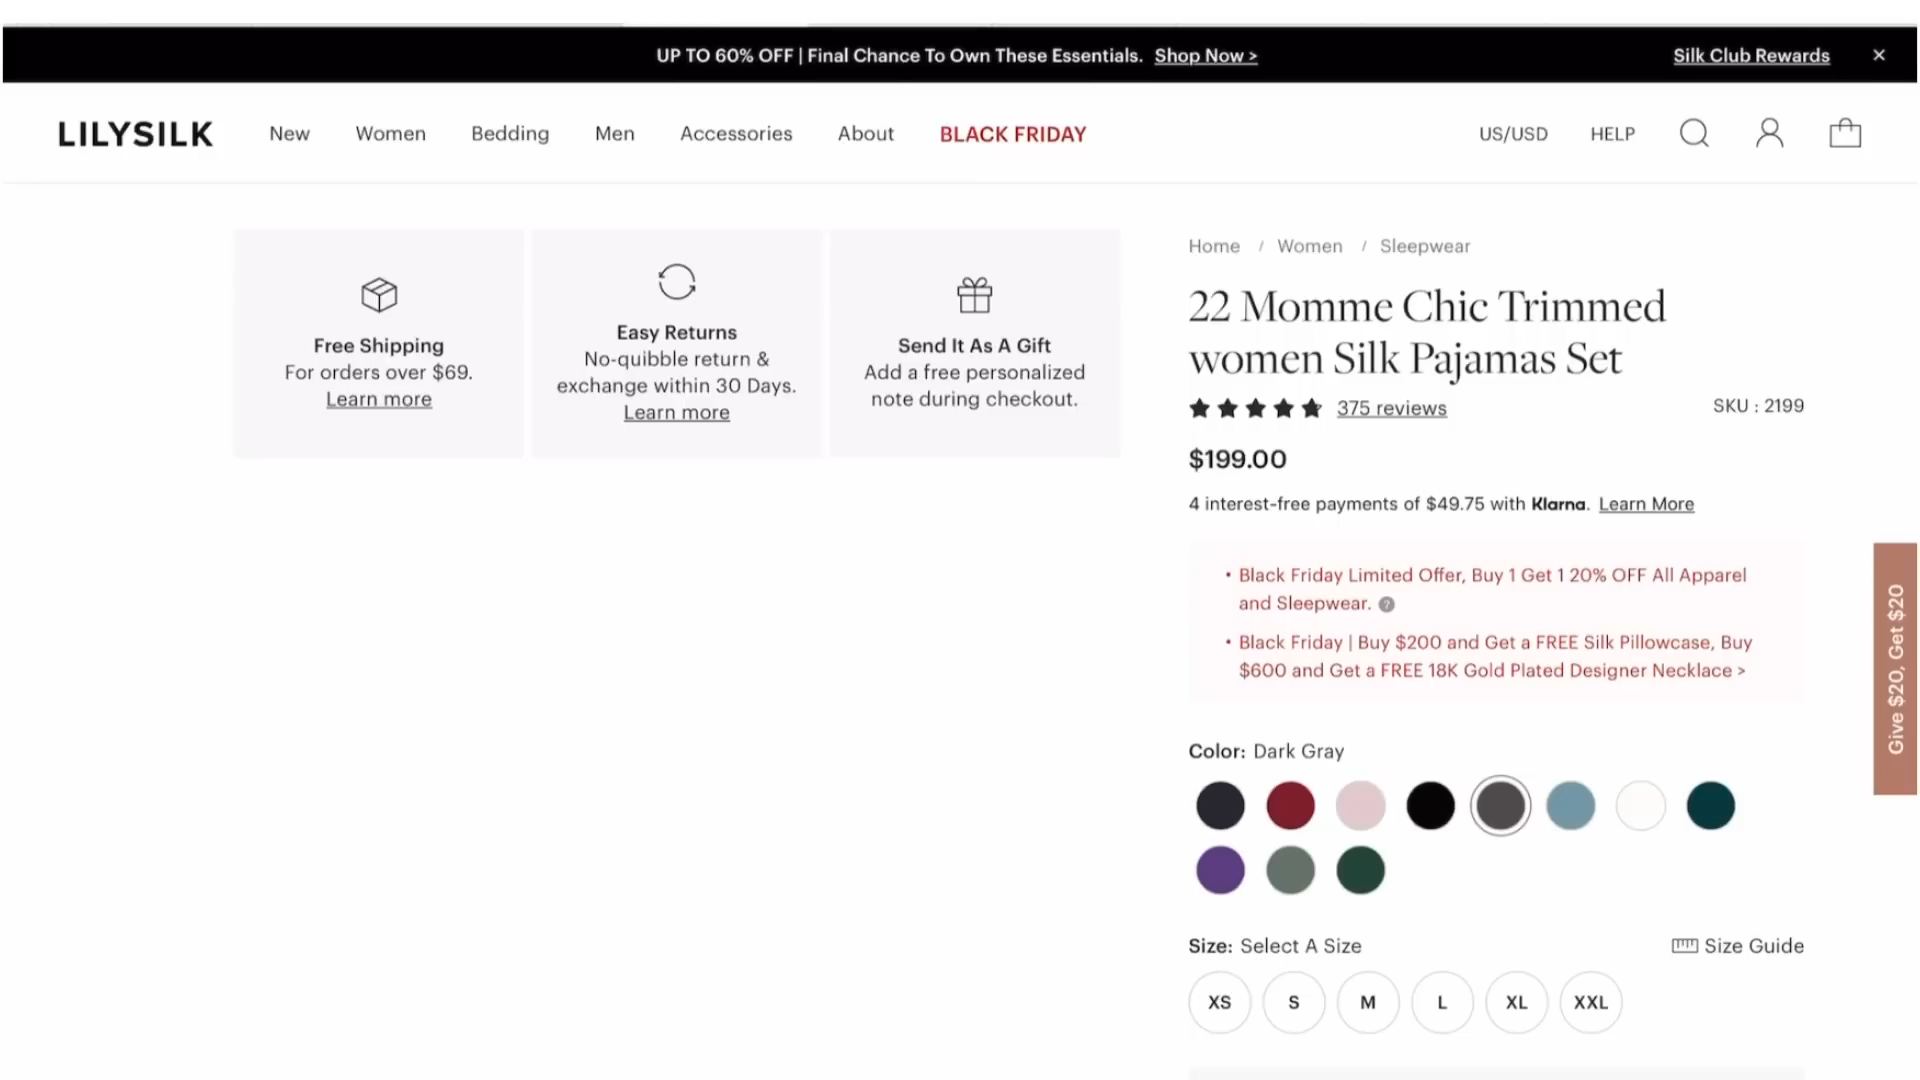 UP TO 60% OFF | Final Chance To Own These Essentials. Shop Now >
Silk Club Rewards
LILYSILK
New
Women
Bedding
Men
Accessories
About
BLACK FRIDAY
US/USD
HELP
Free Shipping
For orders over $69.
Learn more
Easy Returns
No-quibble return &
exchange within 30 Days.
Learn more
Send It As A Gift
Add a free personalized
note during checkout.
Home / Women / Sleepwear
22 Momme Chic Trimmed
women Silk Pajamas Set
375 reviews
SKU : 2199
$199.00
4 interest-free payments of $49.75 with Klarna. Learn More
• Black Friday Limited Offer, Buy 1 Get 1 20% OFF All Apparel
and Sleepwear. ?
• Black Friday | Buy $200 and Get a FREE Silk Pillowcase, Buy
$600 and Get a FREE 18K Gold Plated Designer Necklace >
Give $20, Get $20
Color: Dark Gray
Size: Select A Size
Size Guide
XS
S
M
L
XL
XXL